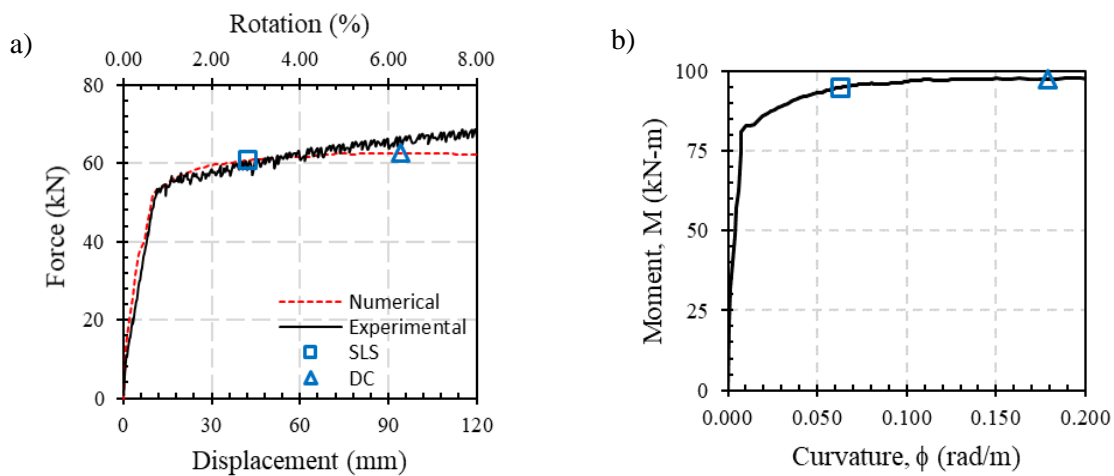 a)
Rotation (%)
0.00 2.00 4.00 6.00 8.00
80
60
40
20
0
Force (kN)
Numerical
Experimental
SLS
DC
0 30 60 90 120
Displacement (mm)
b)
100
75
50
25
0
Moment, M (kN-m)
0.000 0.050 0.100 0.150 0.200
Curvature, ϕ (rad/m)